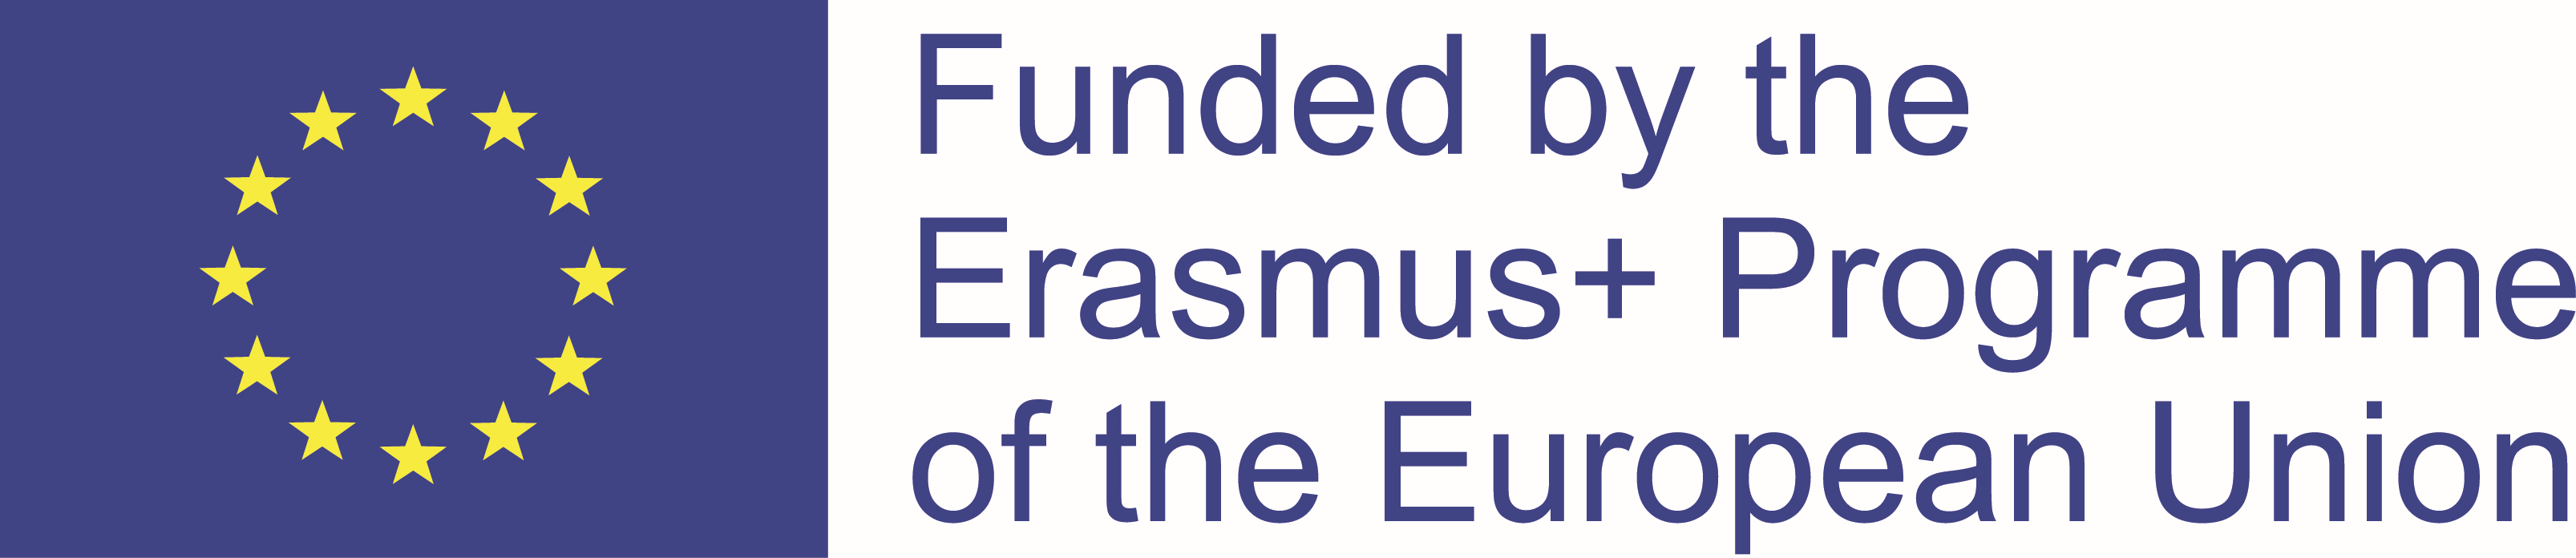 Funded by the
Erasmus+ Programme
of the European Union